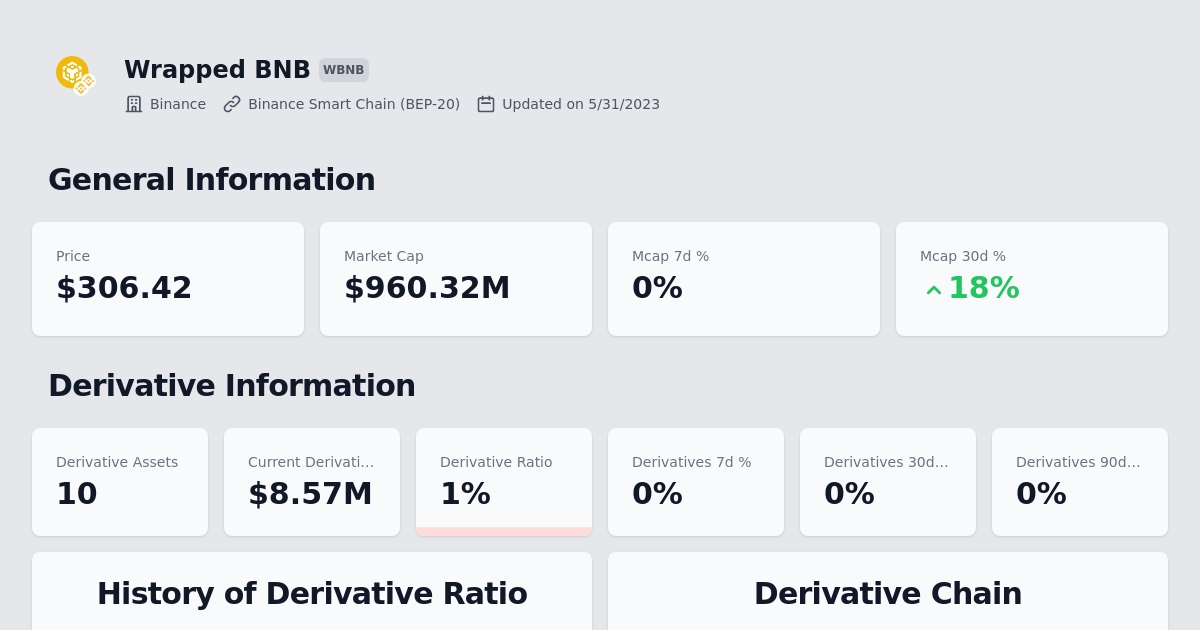 Wrapped BNB WBNB
Binance Binance Smart Chain (BEP-20) Updated on 5/31/2023
General Information
Price
$306.42
Market Cap
$960.32M
Mcap 7d %
0%
Mcap 30d %
18%
Derivative Information
Derivative Assets
10
Current Derivati...
$8.57M
Derivative Ratio
1%
Derivatives 7d %
0%
Derivatives 30d...
0%
Derivatives 90d...
0%
History of Derivative Ratio
Derivative Chain